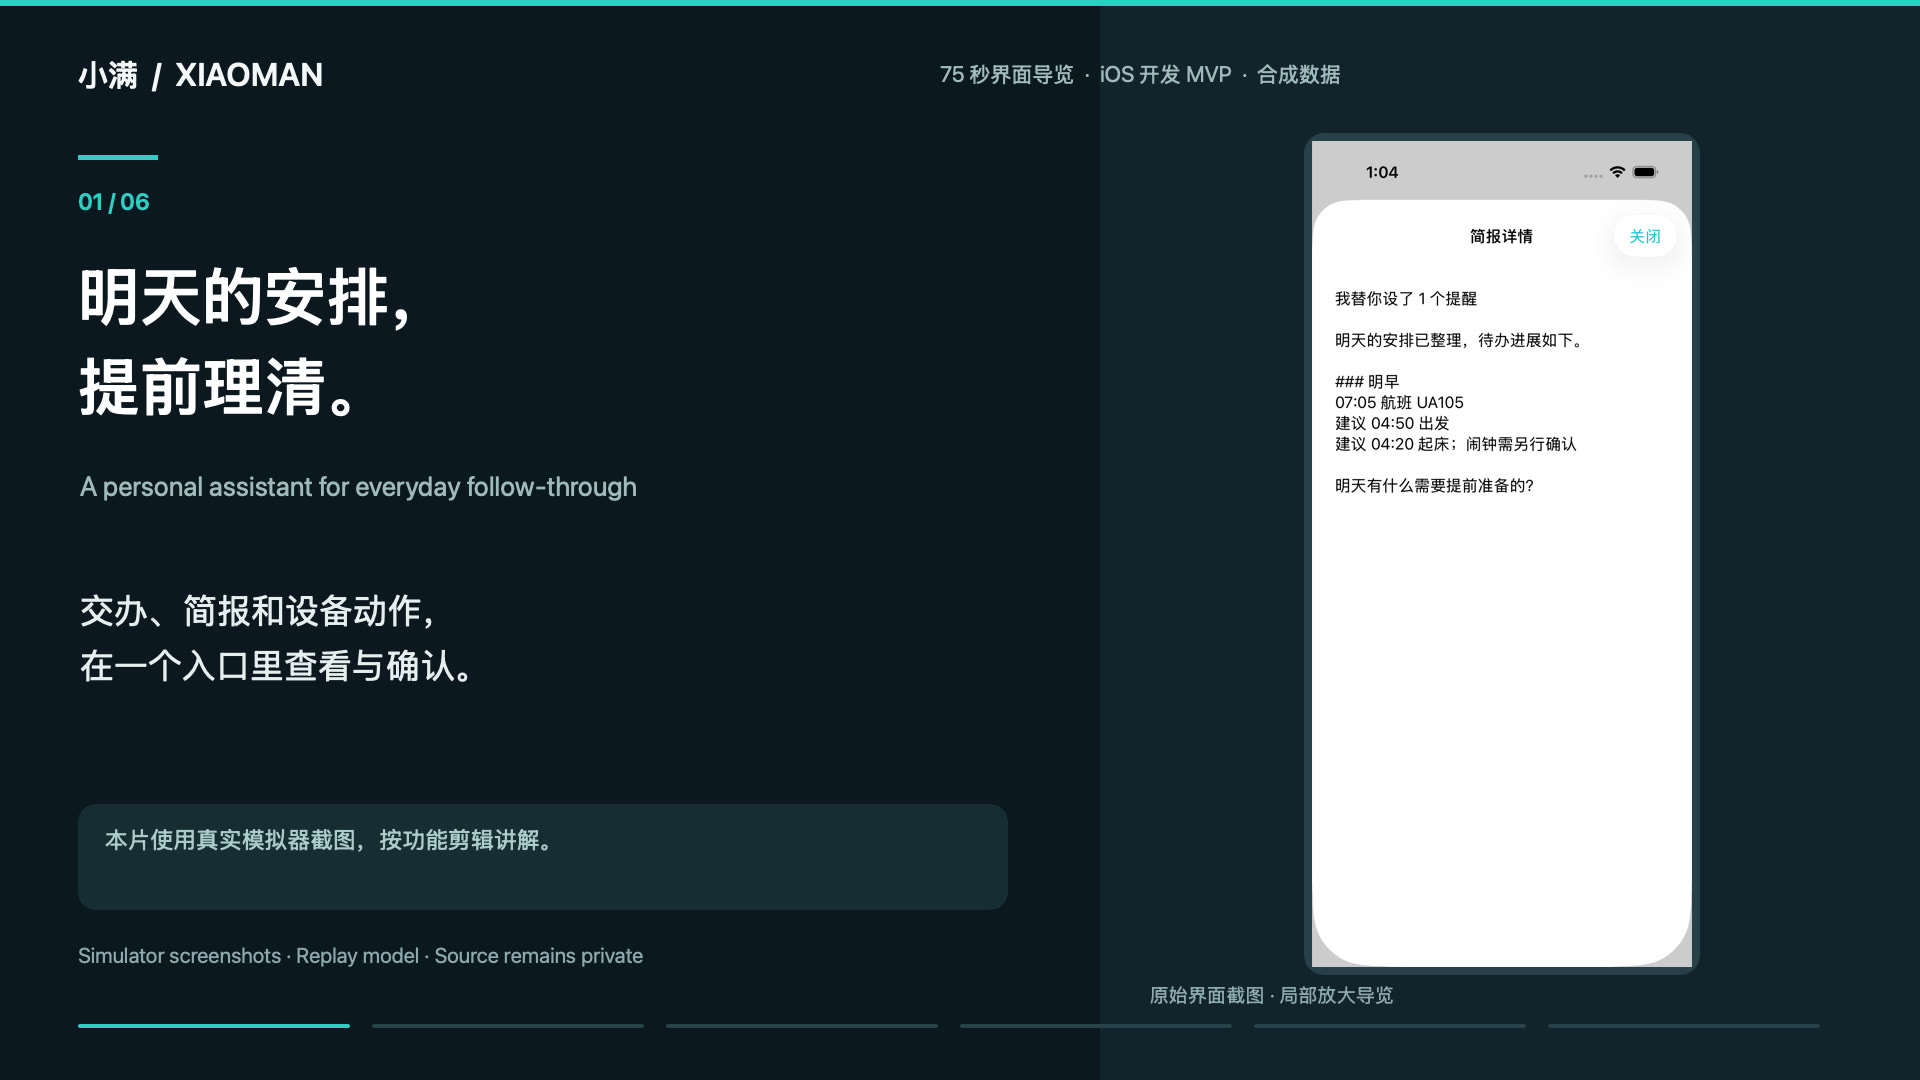 小满 / XIAOMAN
75 秒界面导览 · iOS 开发 MVP · 合成数据
01 / 06
明天的安排，
提前理清。
A personal assistant for everyday follow-through
交办、简报和设备动作，
在一个入口里查看与确认。
本片使用真实模拟器截图，按功能剪辑讲解。
Simulator screenshots · Replay model · Source remains private
1:04
简报详情
关闭
我替你设了 1 个提醒
明天的安排已整理，待办进展如下。
### 明早
07:05 航班 UA105
建议 04:50 出发
建议 04:20 起床；闹钟需另行确认
明天有什么需要提前准备的?
原始界面截图 · 局部放大导览